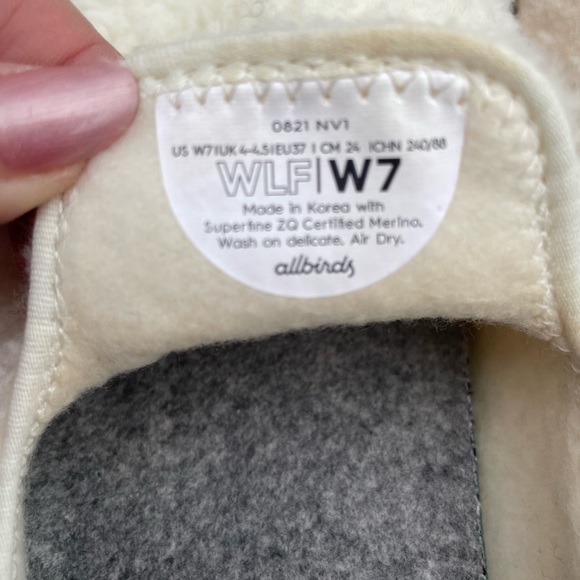 0821 NV1
US W7|UK 4-4.5|EU37 | CM 24 |CHN 240/88
WLF|W7
Made in Korea with
Superfine ZQ Certified Merino.
Wash on delicate. Air Dry.
allbirds